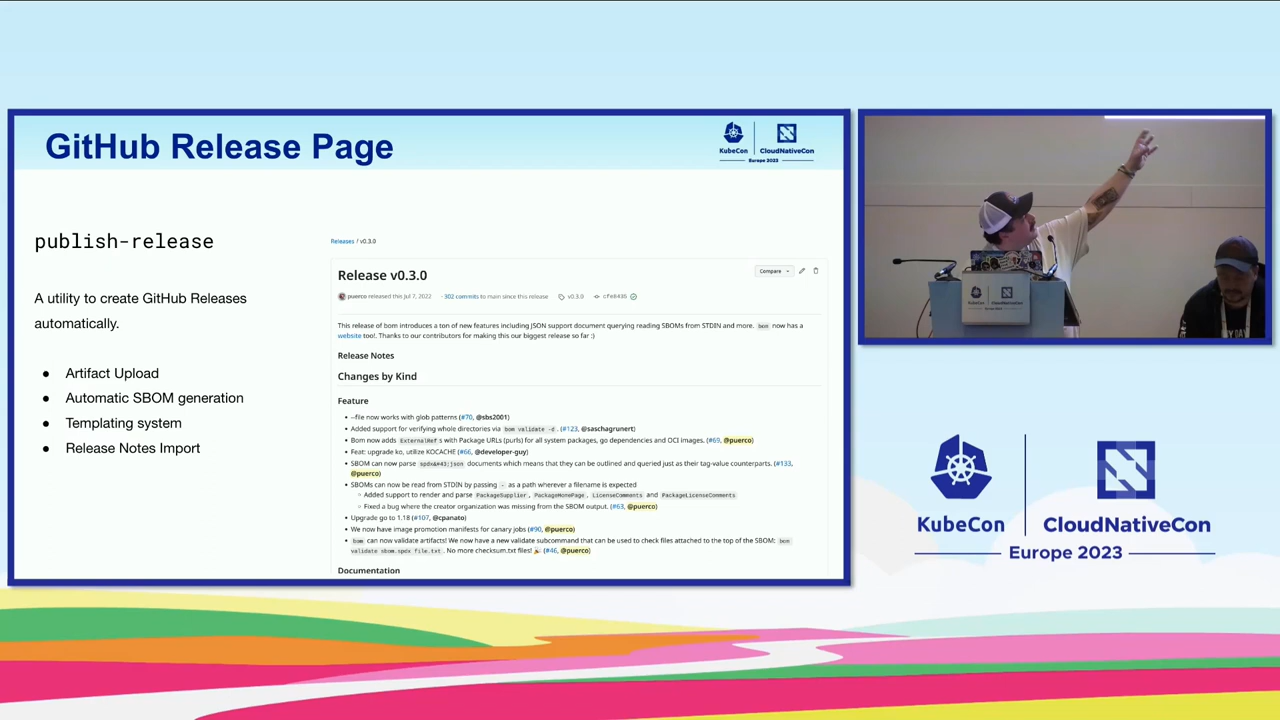 GitHub Release Page
KubeCon
CloudNativeCon
Europe 2023
publish-release
A utility to create GitHub Releases
automatically.
● Artifact Upload
● Automatic SBOM generation
● Templating system
● Release Notes Import
Releases / v0.3.0
Release v0.3.0
Compare
puerco released this Jul 7, 2022 · 302 commits to main since this release v0.3.0 cfe8435
This release of bom introduces a ton of new features including JSON support document querying reading SBOMs from STDIN and more. bom now has a
website too!. Thanks to our contributors for making this our biggest release so far :)
Release Notes
Changes by Kind
Feature
• --file now works with glob patterns (#70, @sbs2001)
• Added support for verifying whole directories via bom validate -d. (#123, @saschagrunert)
• Bom now adds ExternalRef s with Package URLs (purls) for all system packages, go dependencies and OCI images. (#69, @puerco)
• Feat: upgrade ko, utilize KOCACHE (#66, @developer-guy)
• SBOM can now parse spdx&#43;json documents which means that they can be outlined and queried just as their tag-value counterparts. (#133,
@puerco)
• SBOMs can now be read from STDIN by passing - as a path wherever a filename is expected
◦ Added support to render and parse PackageSupplier, PackageHomePage, LicenseComments and PackageLicenseComments
◦ Fixed a bug where the creator organization was missing from the SBOM output. (#63, @puerco)
• Upgrade go to 1.18 (#107, @cpanato)
• We now have image promotion manifests for canary jobs (#90, @puerco)
• bom can now validate artifacts! We now have a new validate subcommand that can be used to check files attached to the top of the SBOM: bom
validate sbom.spdx file.txt. No more checksum.txt files! 🎉 (#46, @puerco)
Documentation
KubeCon
CloudNativeCon
Europe 2023